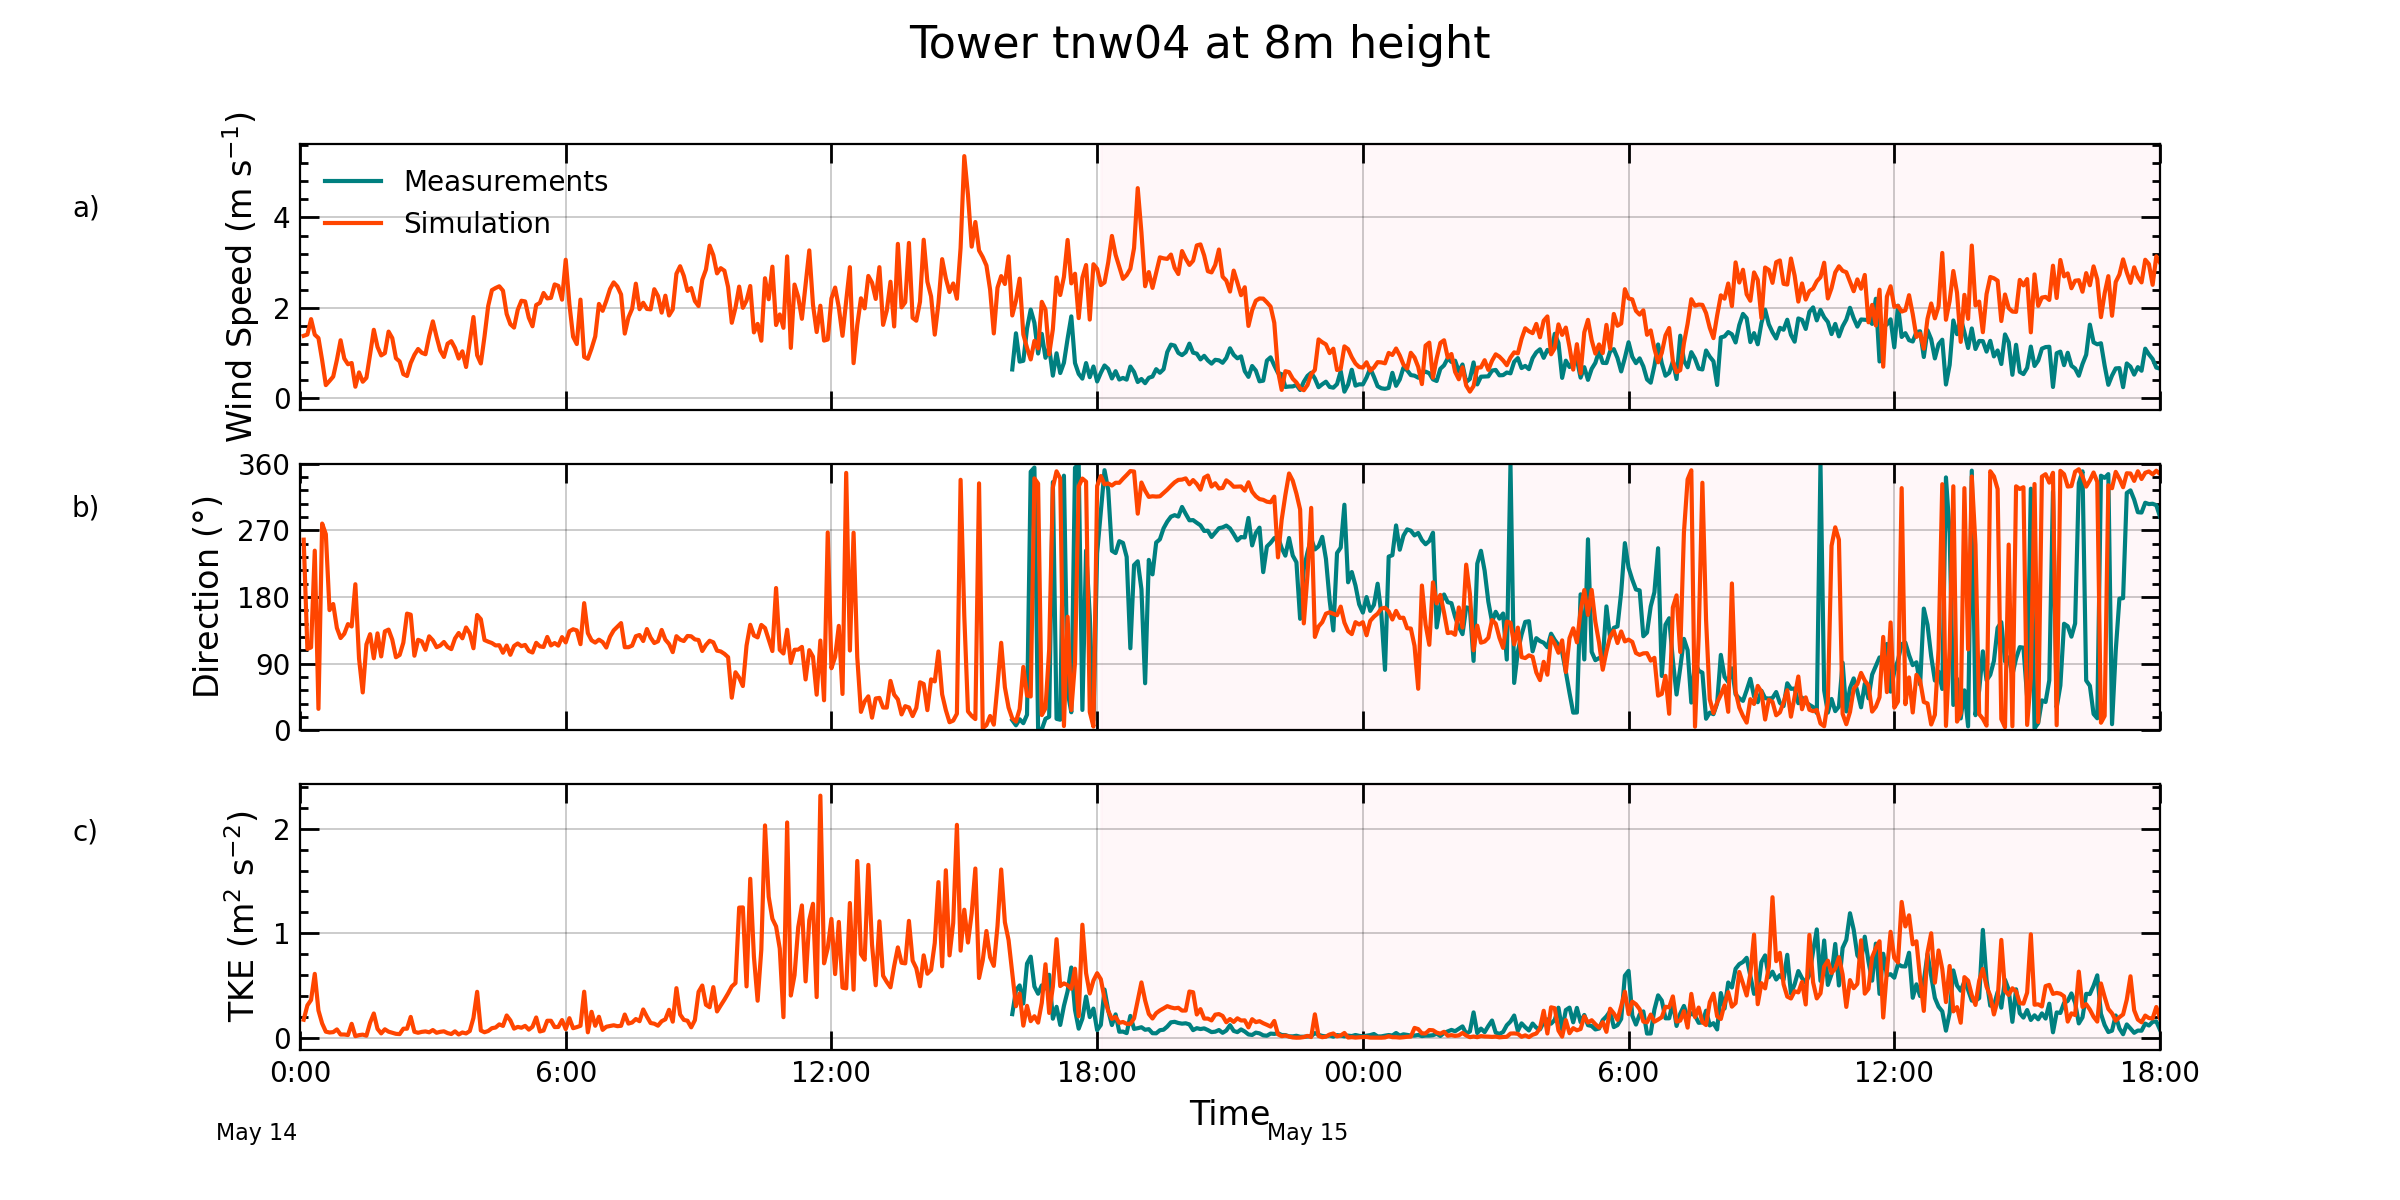 Tower tnw04 at 8m height
a)
Wind Speed (m s⁻¹)
4
2
0
Measurements
Simulation
b)
Direction (°)
360
270
180
90
0
c)
TKE (m² s⁻²)
2
1
0
0:00 6:00 12:00 18:00 00:00 6:00 12:00 18:00
Time
May 14 May 15